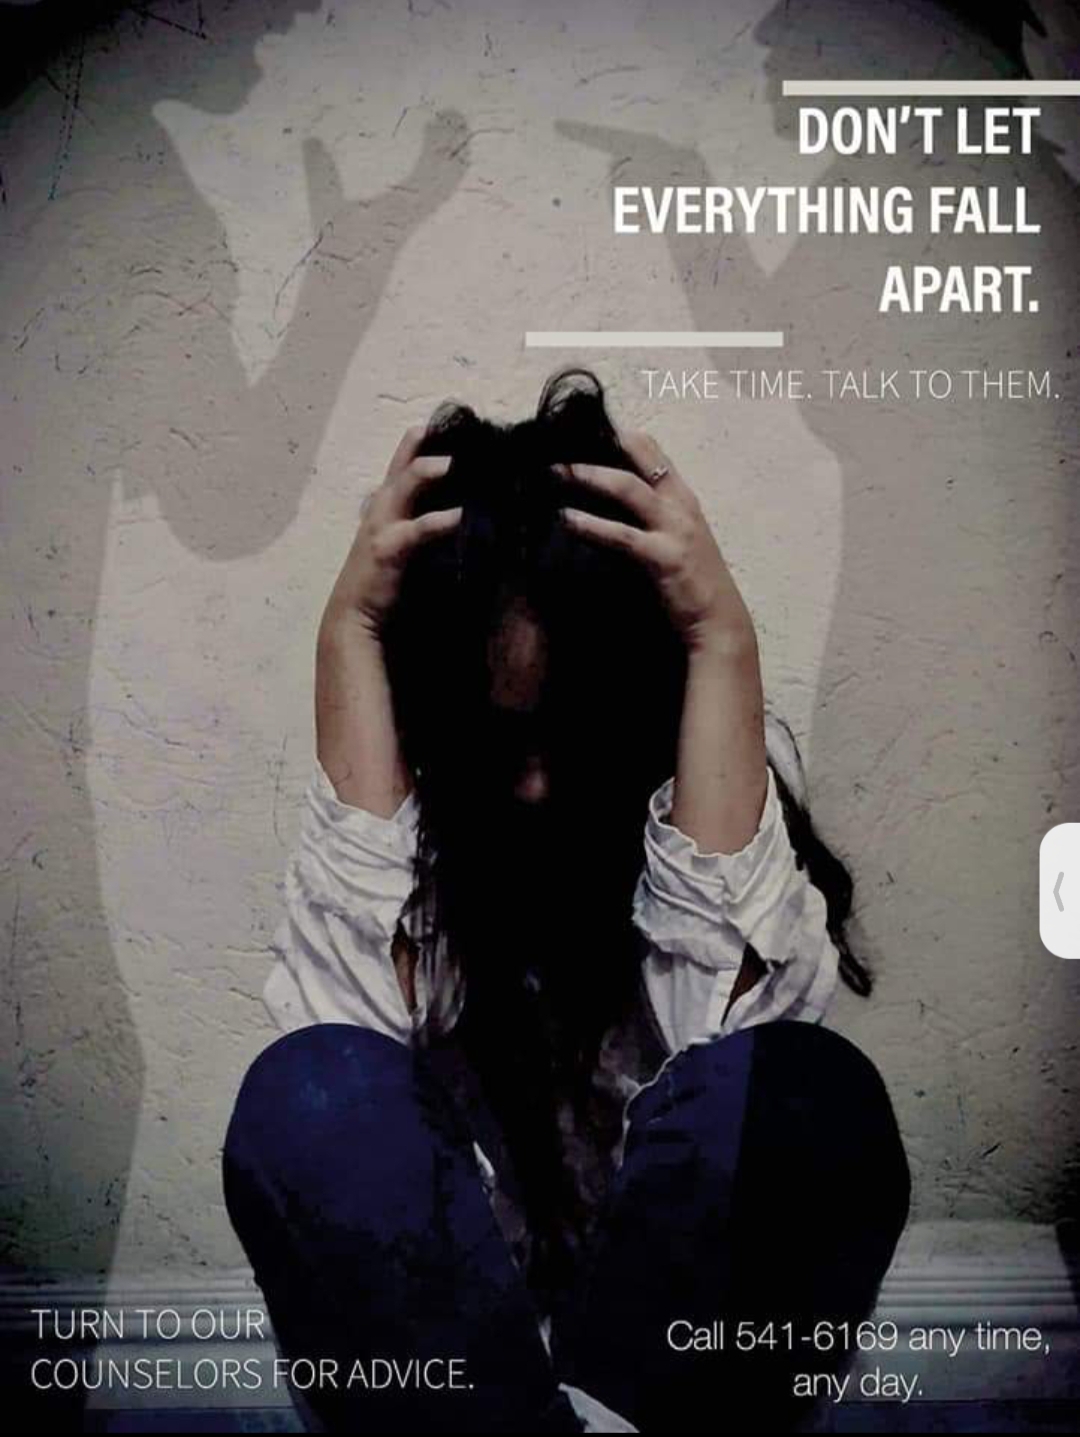 DON'T LET
EVERYTHING FALL
APART.
TAKE TIME. TALK TO THEM.
TURN TO OUR
COUNSELORS FOR ADVICE.
Call 541-6169 any time,
any day.